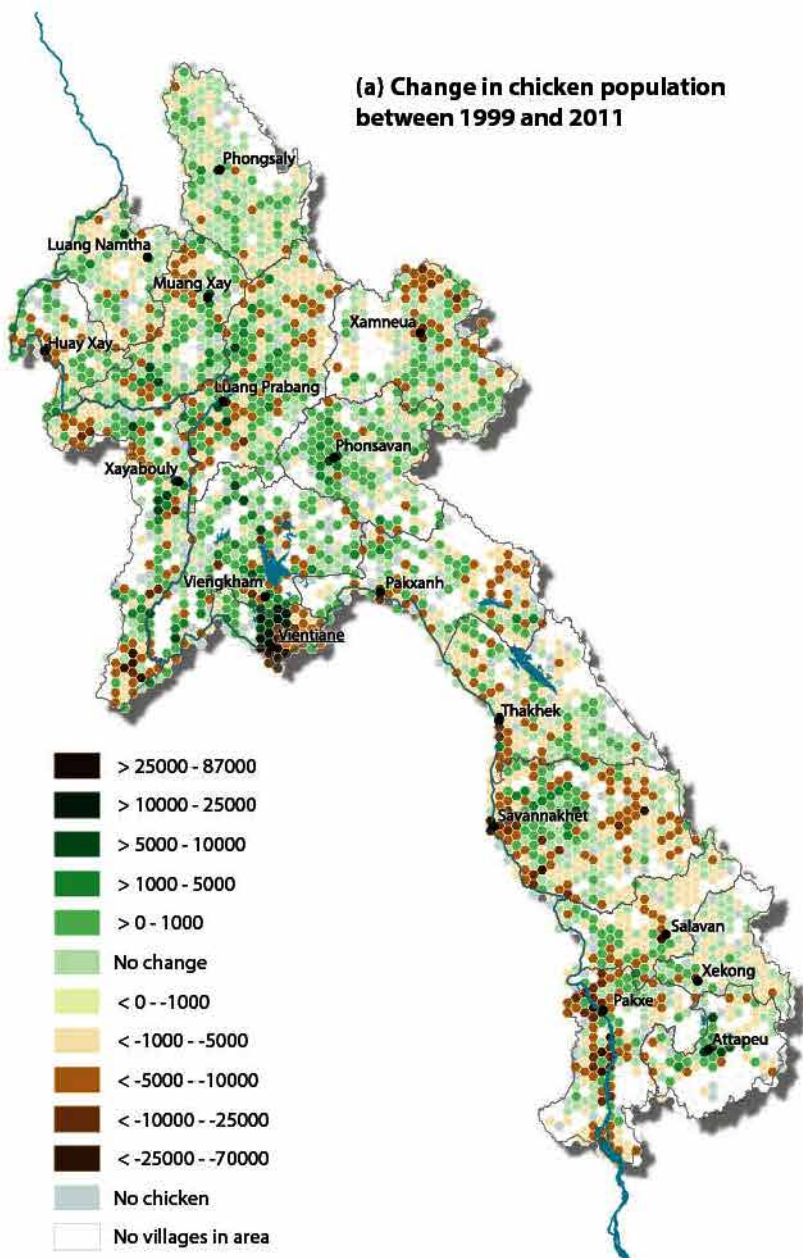 (a) Change in chicken population
between 1999 and 2011
Phongsaly
Luang Namtha
Muang Xay
Xamneua
Huay Xay
Luang Prabang
Phonsavan
Xayabouly
Viengkham
Pakxanh
Vientiane
Thakhek
Savannakhet
Salavan
Xekong
Pakxe
Attapeu
> 25000 - 87000
> 10000 - 25000
> 5000 - 10000
> 1000 - 5000
> 0 - 1000
No change
< 0 - -1000
< -1000 - -5000
< -5000 - -10000
< -10000 - -25000
< -25000 - -70000
No chicken
No villages in area